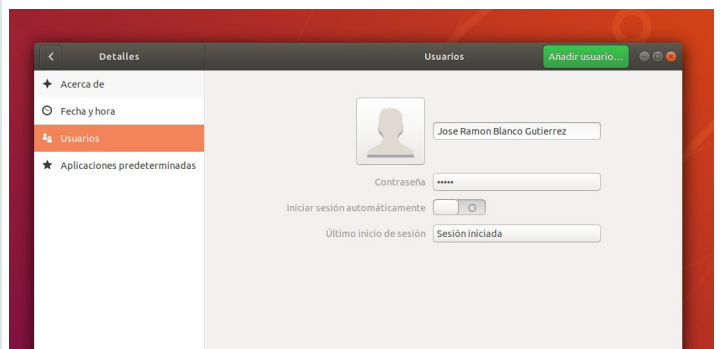 Detalles
Usuarios
Añadir usuario...
Acerca de
Fecha y hora
Usuarios
Aplicaciones predeterminadas
Jose Ramon Blanco Gutierrez
Contraseña
•••••
Iniciar sesión automáticamente
Último inicio de sesión
Sesión iniciada